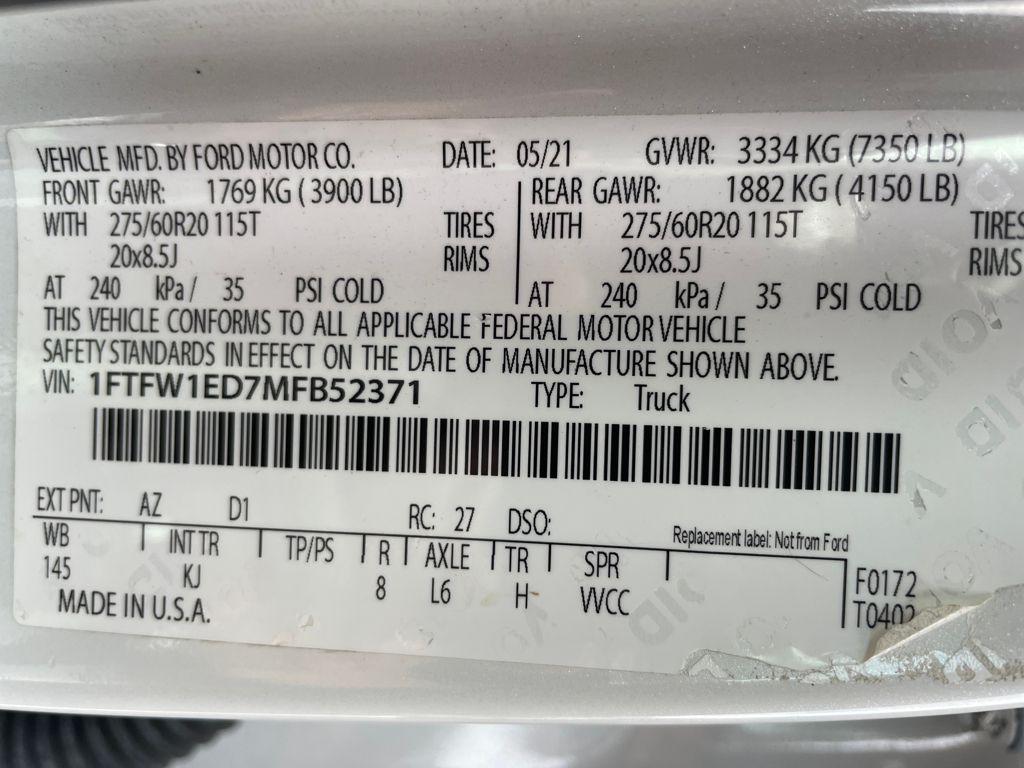 VEHICLE MFD. BY FORD MOTOR CO. DATE: 05/21 GVWR: 3334 KG (7350 LB)
FRONT GAWR: 1769 KG ( 3900 LB) REAR GAWR: 1882 KG ( 4150 LB)
WITH 275/60R20 115T TIRES WITH 275/60R20 115T TIRES
20x8.5J RIMS 20x8.5J RIMS
AT 240 kPa / 35 PSI COLD AT 240 kPa / 35 PSI COLD
THIS VEHICLE CONFORMS TO ALL APPLICABLE FEDERAL MOTOR VEHICLE
SAFETY STANDARDS IN EFFECT ON THE DATE OF MANUFACTURE SHOWN ABOVE.
VIN: 1FTFW1ED7MFB52371 TYPE: Truck
EXT PNT: AZ D1 RC: 27 DSO:
Replacement label: Not from Ford
WB INT TR TP/PS R AXLE TR SPR
145 KJ 8 L6 H VVCC F0172
MADE IN U.S.A. T0402
VOID
VOID
VOID
VOID